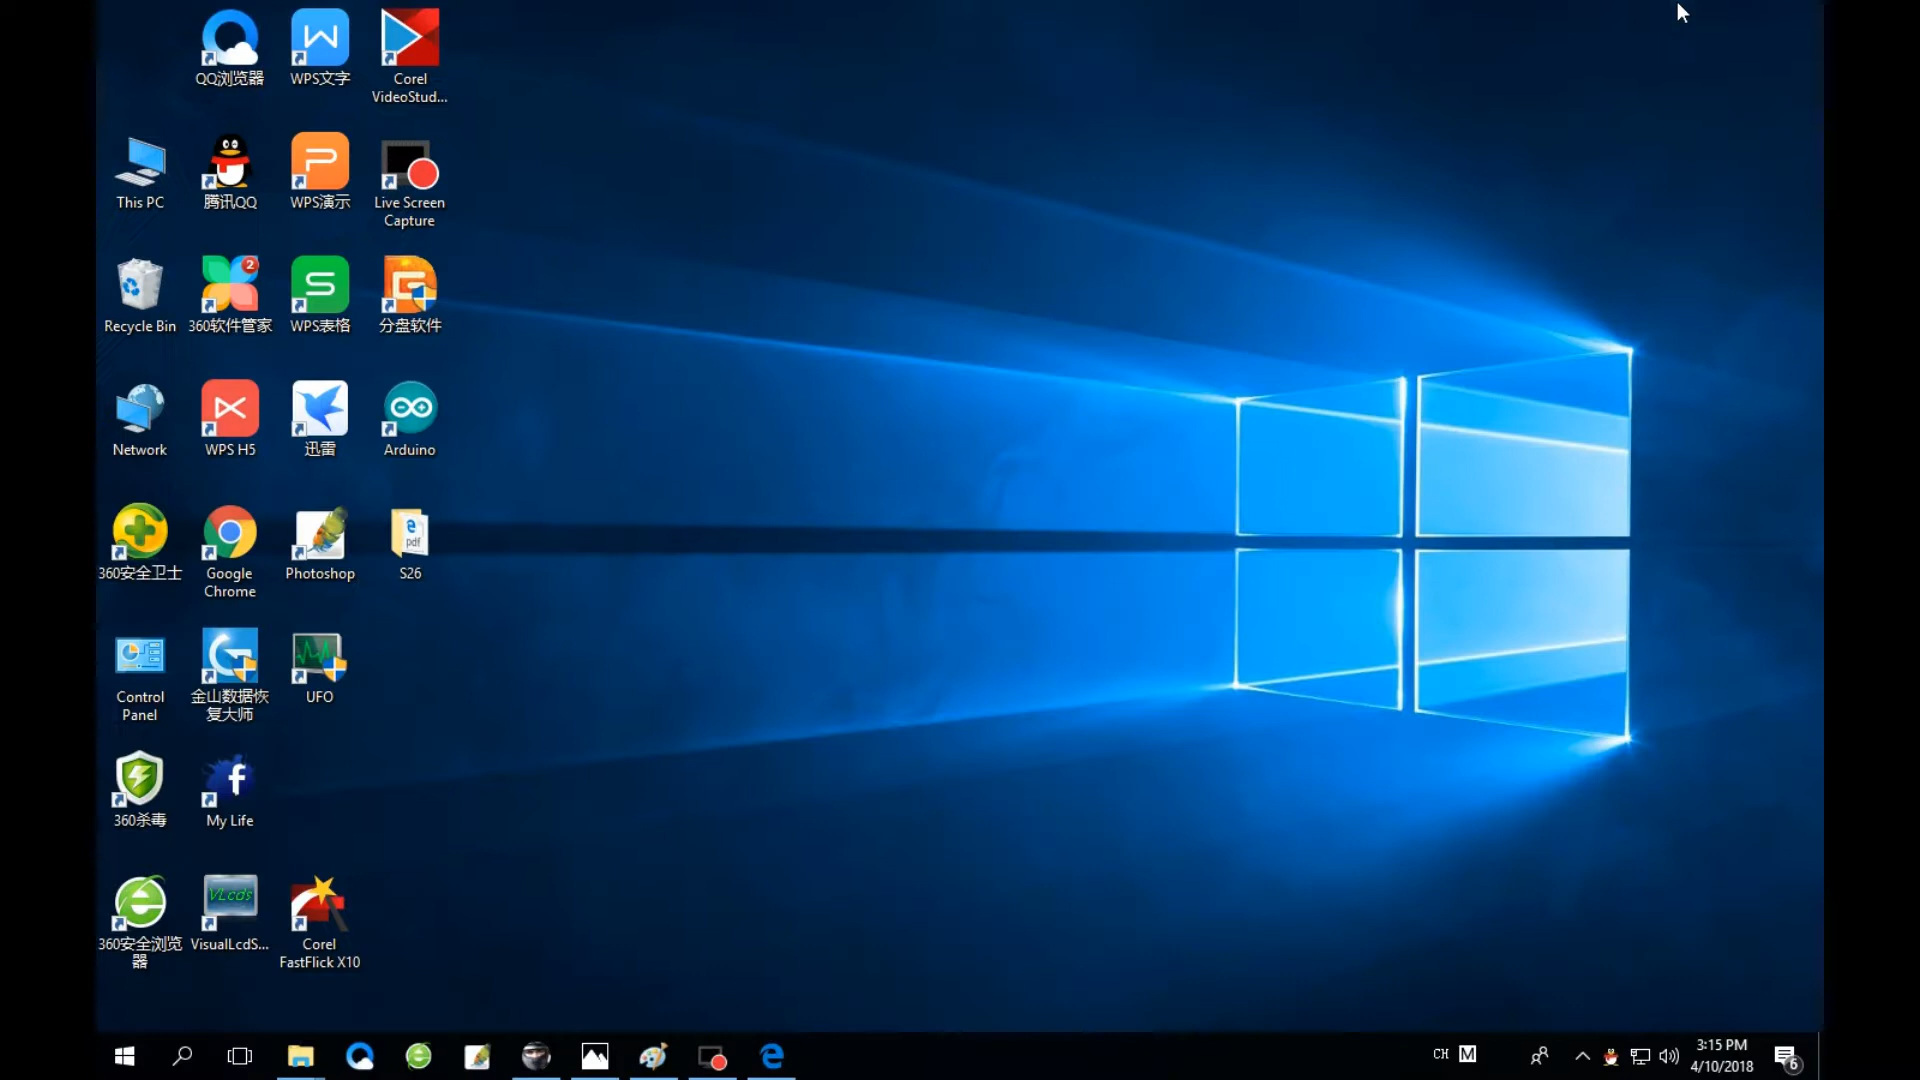 QQ浏览器
WPS文字
Corel
VideoStud...
This PC
腾讯QQ
WPS演示
Live Screen
Capture
2
Recycle Bin
360软件管家
WPS表格
分盘软件
Network
WPS H5
迅雷
Arduino
pdf
360安全卫士
Google
Chrome
Photoshop
S26
Control
Panel
金山数据恢
复大师
UFO
360杀毒
My Life
VLcds
360安全浏览
器
VisualLcdS...
Corel
FastFlick X10
CH M
3:15 PM
4/10/2018
6